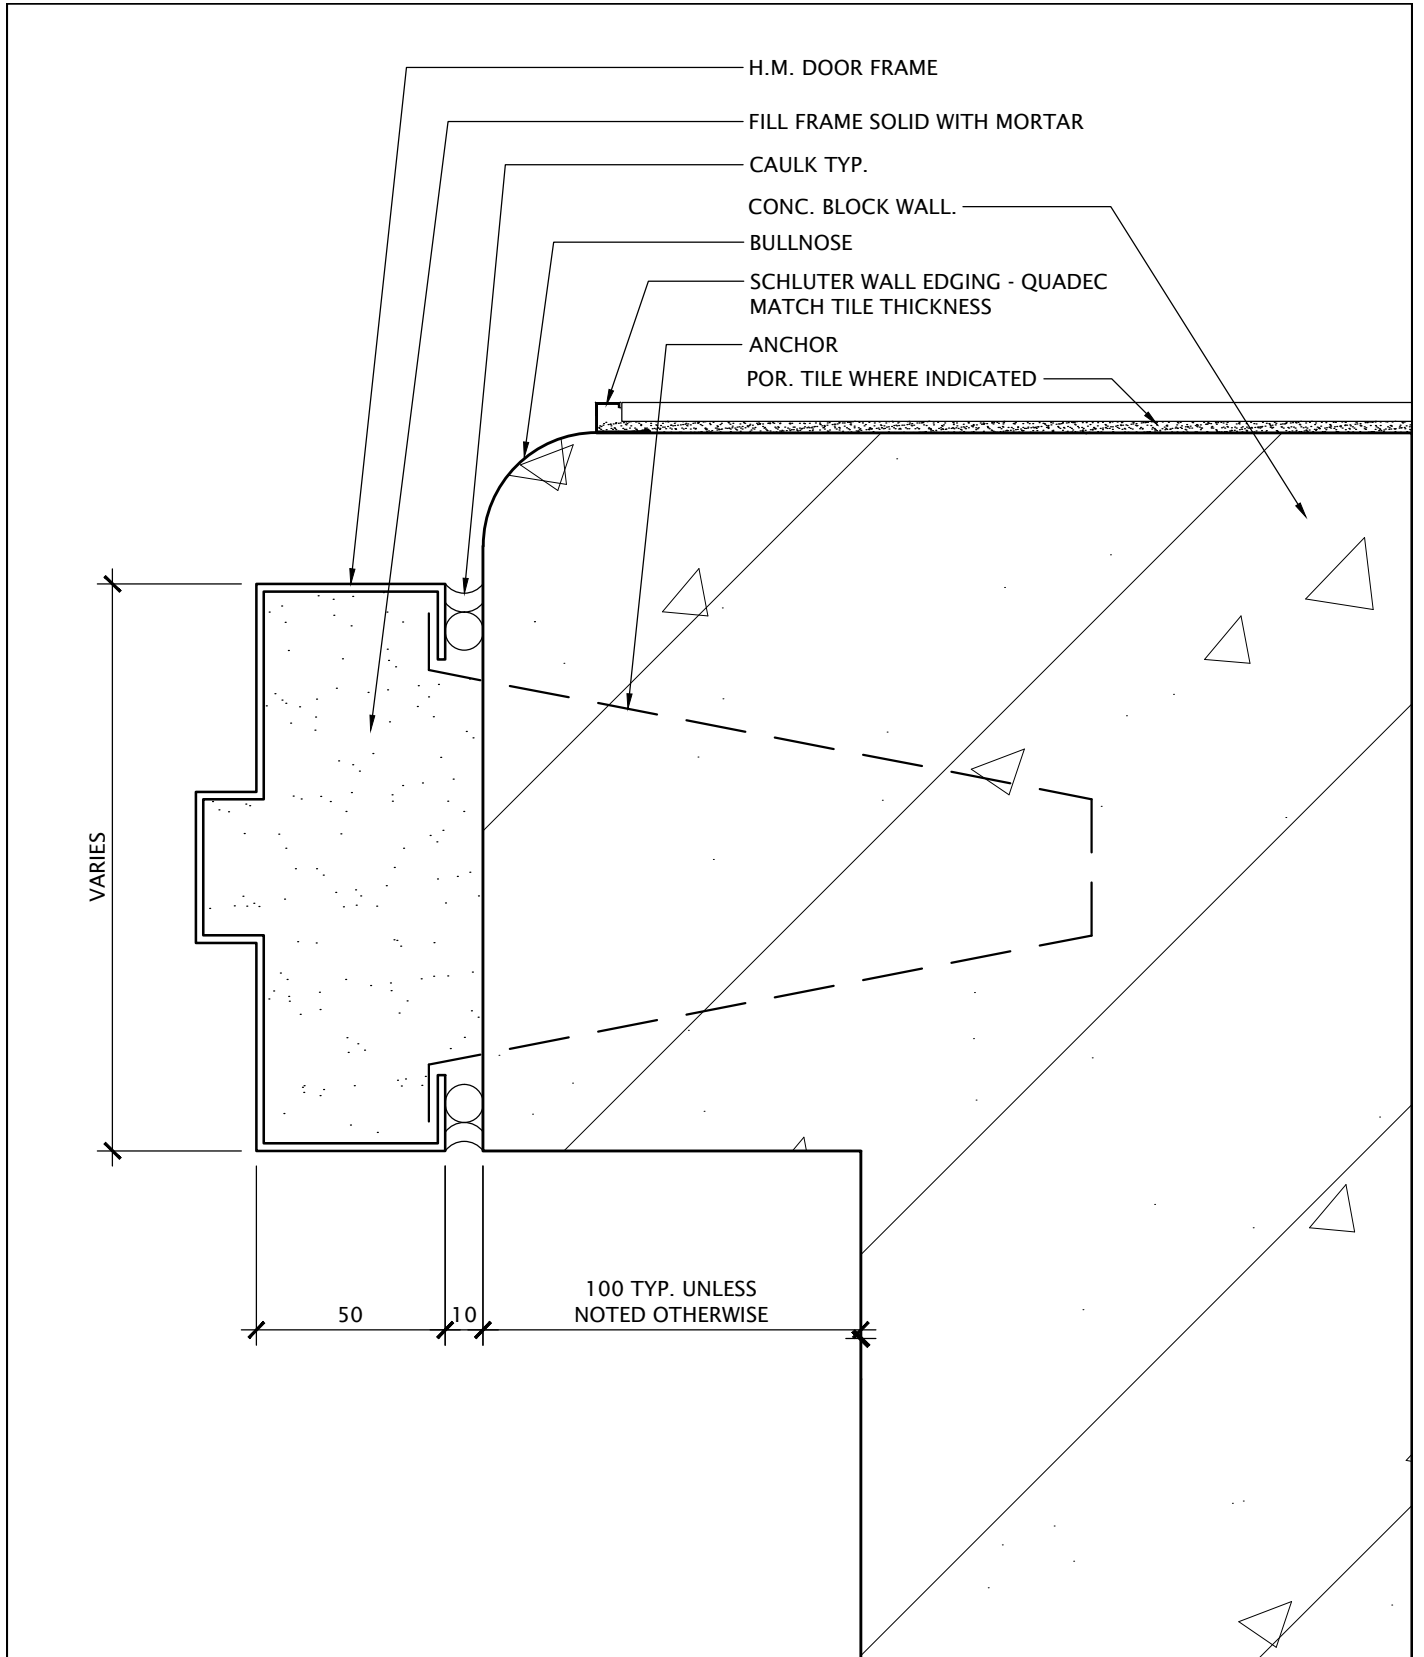 H.M. DOOR FRAME
FILL FRAME SOLID WITH MORTAR
CAULK TYP.
CONC. BLOCK WALL.
BULLNOSE
SCHLUTER WALL EDGING - QUADEC
MATCH TILE THICKNESS
ANCHOR
POR. TILE WHERE INDICATED
VARIES
100 TYP. UNLESS
NOTED OTHERWISE
50
10